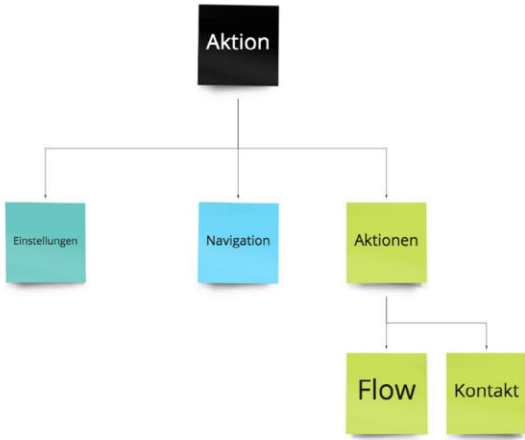 Aktion
Einstellungen
Navigation
Aktionen
Flow
Kontakt